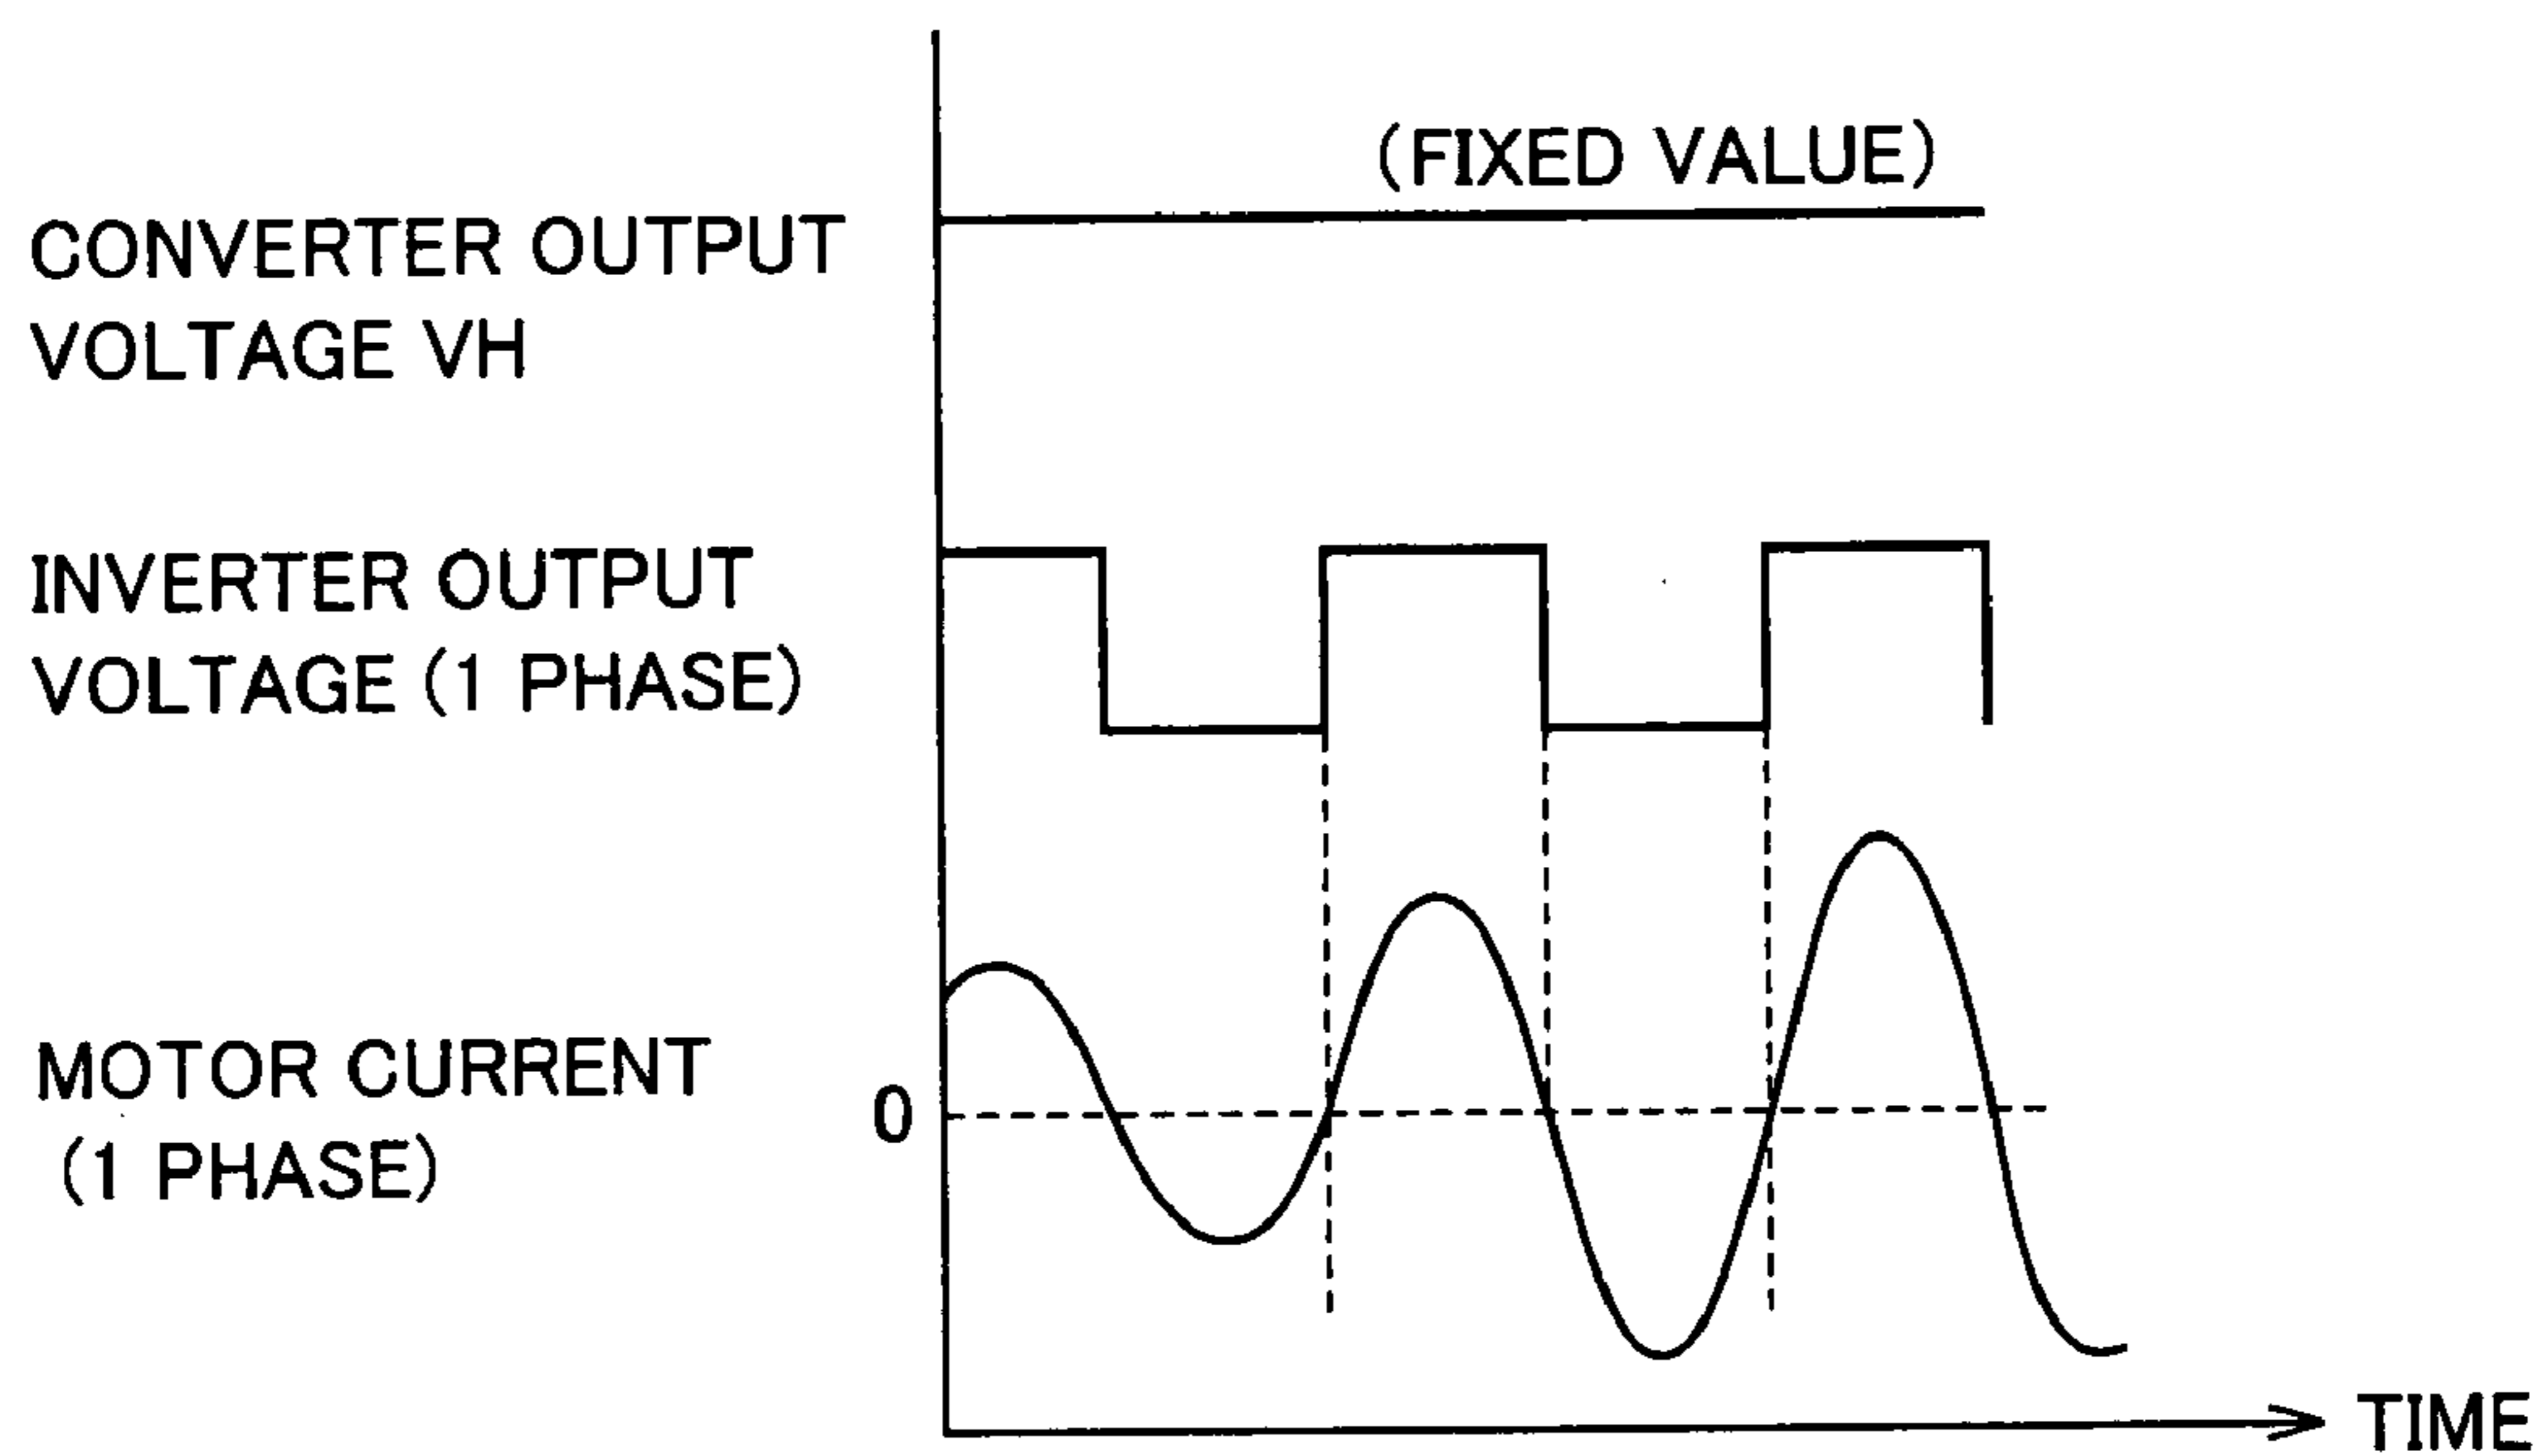 (FIXED VALUE)
CONVERTER OUTPUT
VOLTAGE VH
INVERTER OUTPUT
VOLTAGE (1 PHASE)
MOTOR CURRENT
(1 PHASE)
0
TIME